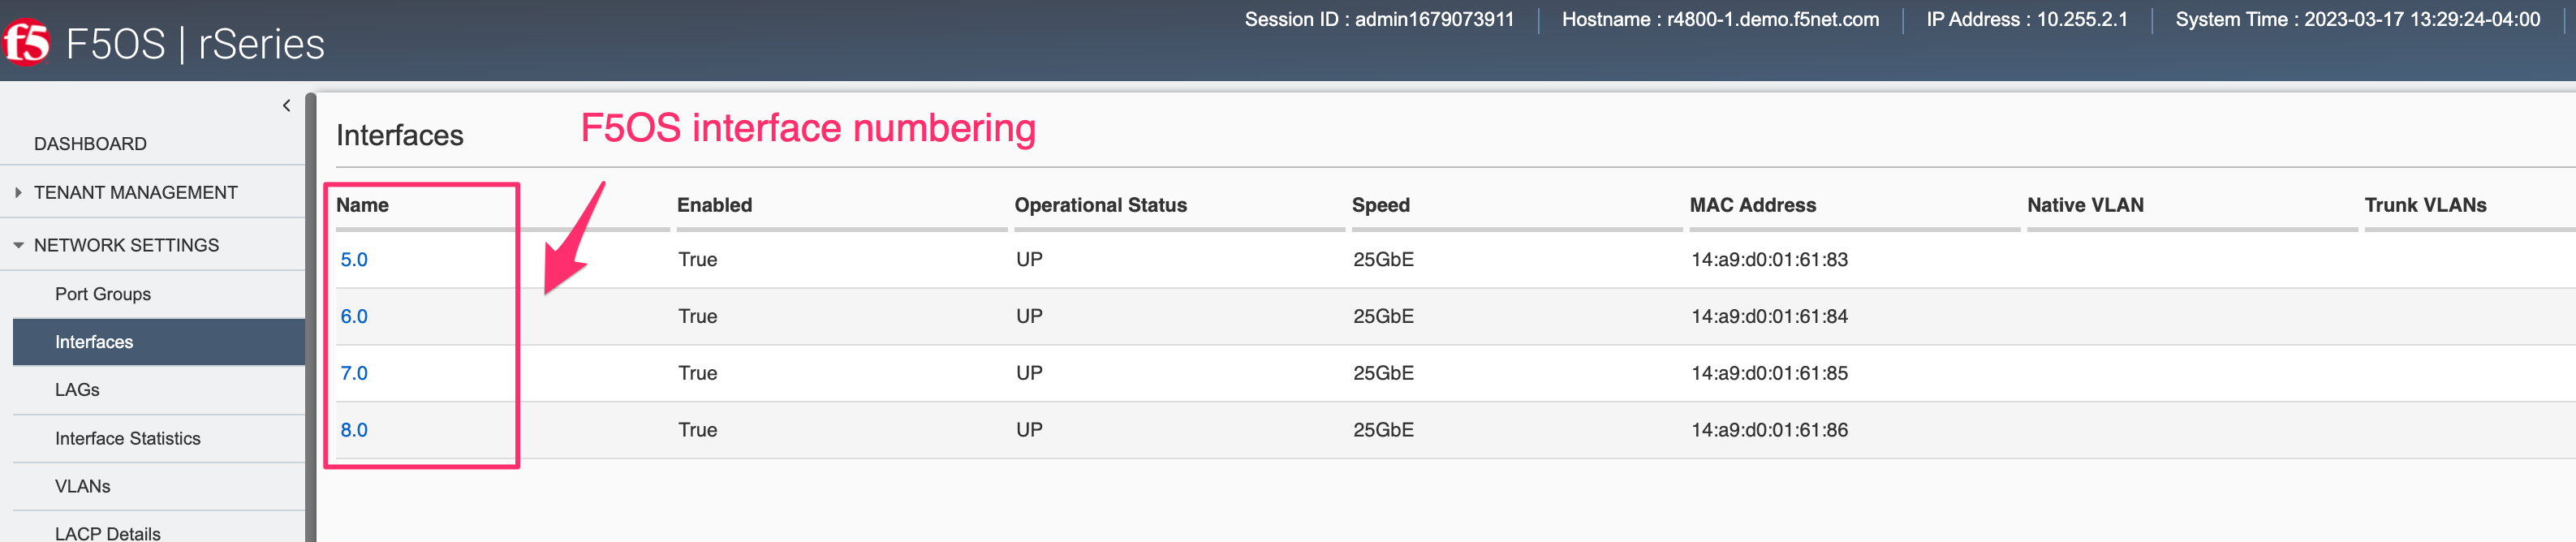 Session ID : admin1679073911 Hostname : r4800-1.demo.f5net.com IP Address : 10.255.2.1 System Time : 2023-03-17 13:29:24-04:00
f5 F5OS | rSeries
DASHBOARD
TENANT MANAGEMENT
NETWORK SETTINGS
Port Groups
Interfaces
LAGs
Interface Statistics
VLANs
LACP Details
Interfaces
F5OS interface numbering
Name Enabled Operational Status Speed MAC Address Native VLAN Trunk VLANs
5.0 True UP 25GbE 14:a9:d0:01:61:83
6.0 True UP 25GbE 14:a9:d0:01:61:84
7.0 True UP 25GbE 14:a9:d0:01:61:85
8.0 True UP 25GbE 14:a9:d0:01:61:86